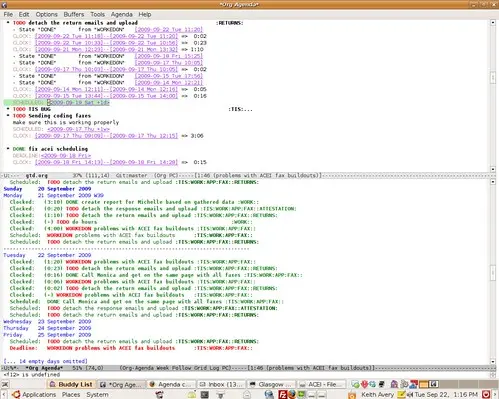 *Org Agenda*
File Edit Options Buffers Tools Agenda Help
* TODO detach the return emails and upload :RETURNS:
- State "DONE" from "WORKEDON" [2009-09-22 Tue 11:20]
CLOCK: [2009-09-22 Tue 11:18]--[2009-09-22 Tue 11:20] => 0:02
CLOCK: [2009-09-22 Tue 10:33]--[2009-09-22 Tue 10:56] => 0:23
CLOCK: [2009-09-21 Mon 12:23]--[2009-09-21 Mon 13:32] => 1:10
- State "DONE" from "WORKEDON" [2009-09-18 Fri 15:25]
- State "DONE" from "WORKEDON" [2009-09-17 Thu 10:05]
CLOCK: [2009-09-17 Thu 10:03]--[2009-09-17 Thu 10:05] => 0:02
- State "DONE" from "WORKEDON" [2009-09-15 Tue 17:56]
- State "DONE" from "WORKEDON" [2009-09-14 Mon 12:21]
CLOCK: [2009-09-14 Mon 12:11]--[2009-09-14 Mon 12:16] => 0:05
CLOCK: [2009-09-15 Tue 13:44]--[2009-09-15 Tue 14:00] => 0:16
SCHEDULED: <2009-09-19 Sat +1d>
* TODO TIS BUG :TIS:...
* TODO Sending coding faxes
make sure this is working properly
SCHEDULED: <2009-09-17 Thu +1w>
CLOCK: [2009-09-17 Thu 09:09]--[2009-09-17 Thu 12:15] => 3:06
* DONE fix acei scheduling
DEADLINE:<2009-09-18 Fri>
CLOCK: [2009-09-18 Fri 14:13]--[2009-09-18 Fri 14:28] => 0:15
gtd.org 37% (111,14) Git:master (Org PC)----[1:46 (problems with ACEI fax buildouts)]
Scheduled: TODO detach the return emails and upload :TIS:WORK:APP:FAX::RETURNS:
Sunday 20 September 2009
Monday 21 September 2009 W39
Clocked: (3:10) DONE create report for Michelle based on gathered data :WORK:
Clocked: (0:20) TODO detach the response emails and upload :TIS:WORK:APP:FAX::ATTESTATION:
Clocked: (1:10) TODO detach the return emails and upload :TIS:WORK:APP:FAX::RETURNS:
Clocked: (-) TODO do hours :WORK::
Clocked: (4:00) WORKEDON problems with ACEI fax buildouts :TIS:WORK:APP:FAX::
Scheduled: WORKEDON problems with ACEI fax buildouts :TIS:WORK:APP:FAX::
Scheduled: TODO detach the return emails and upload :TIS:WORK:APP:FAX::RETURNS:
Tuesday 22 September 2009
Clocked: (1:20) WORKEDON problems with ACEI fax buildouts :TIS:WORK:APP:FAX::
Clocked: (0:23) TODO detach the return emails and upload :TIS:WORK:APP:FAX::RETURNS:
Clocked: (0:16) DONE Call Monica and get on the same page with all faxes :TIS:WORK:APP:FAX::
Clocked: (0:06) WORKEDON problems with ACEI fax buildouts :TIS:WORK:APP:FAX::
Clocked: (0:02) TODO detach the return emails and upload :TIS:WORK:APP:FAX::RETURNS:
Clocked: (-) WORKEDON problems with ACEI fax buildouts :TIS:WORK:APP:FAX::
Scheduled: DONE Call Monica and get on the same page with all faxes :TIS:WORK:APP:FAX::
Scheduled: TODO detach the response emails and upload :TIS:WORK:APP:FAX::ATTESTATION:
Scheduled: TODO detach the return emails and upload :TIS:WORK:APP:FAX::RETURNS:
Wednesday 23 September 2009
Thursday 24 September 2009
Friday 25 September 2009
Deadline: WORKEDON problems with ACEI fax buildouts :TIS:WORK:APP:FAX::
[... 14 empty days omitted]
*Org Agenda* 51% (74,0) (Org-Agenda Week Follow Grid Log PC)----[1:46 (problems with ACEI fax buildouts)]
<f12> is undefined
Buddy List *Org Age... Agenda c... Inbox (13... Glasgow ... ACEI - File...
Applications Places System Keith Avery Tue Sep 22, 1:16 PM